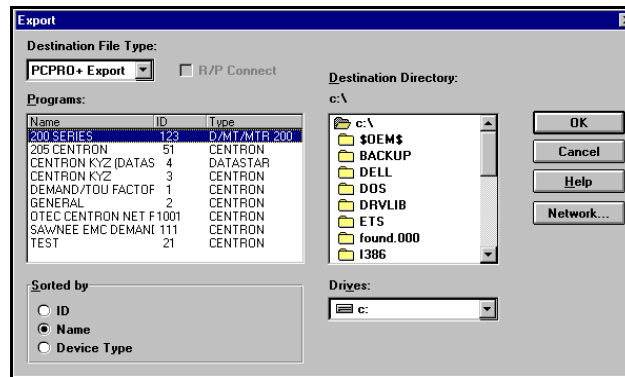 Export
Destination File Type:
PCPRO+ Export
R/P Connect
Programs:
Name ID Type
200 SERIES 123 D/MT/MTR 200
205 CENTRON 51 CENTRON
CENTRON KYZ (DATAS 4 DATASTAR
CENTRON KYZ 3 CENTRON
DEMAND/TOU FACTOF 1 CENTRON
GENERAL 2 CENTRON
OTEC CENTRON NET F 1001 CENTRON
SAWNEE EMC DEMANI 111 CENTRON
TEST 21 CENTRON
Sorted by
ID
Name
Device Type
Destination Directory:
c:\
c:\
$OEM$
BACKUP
DELL
DOS
DRVLIB
ETS
found.000
I386
Drives:
c:
OK
Cancel
Help
Network...